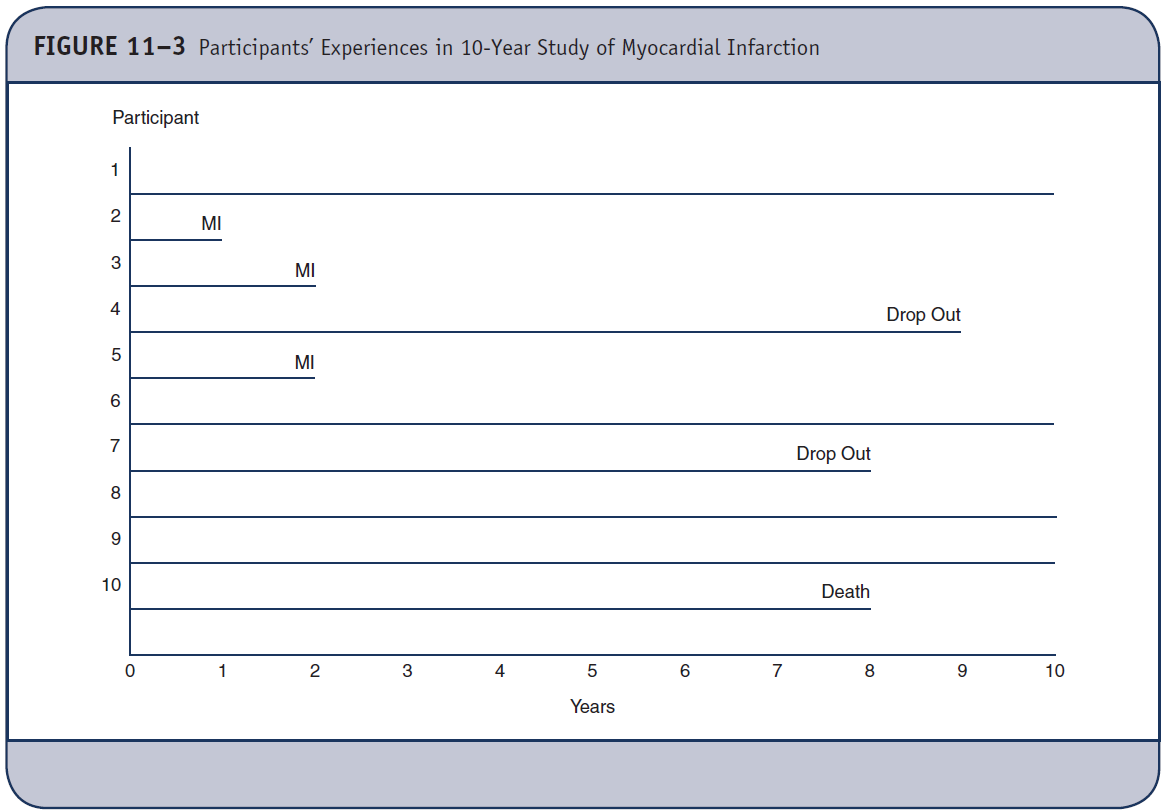 FIGURE 11–3 Participants’ Experiences in 10-Year Study of Myocardial Infarction
Participant
1
2 MI
3 MI
4 Drop Out
5 MI
6
7 Drop Out
8
9
10 Death
0 1 2 3 4 5 6 7 8 9 10
Years